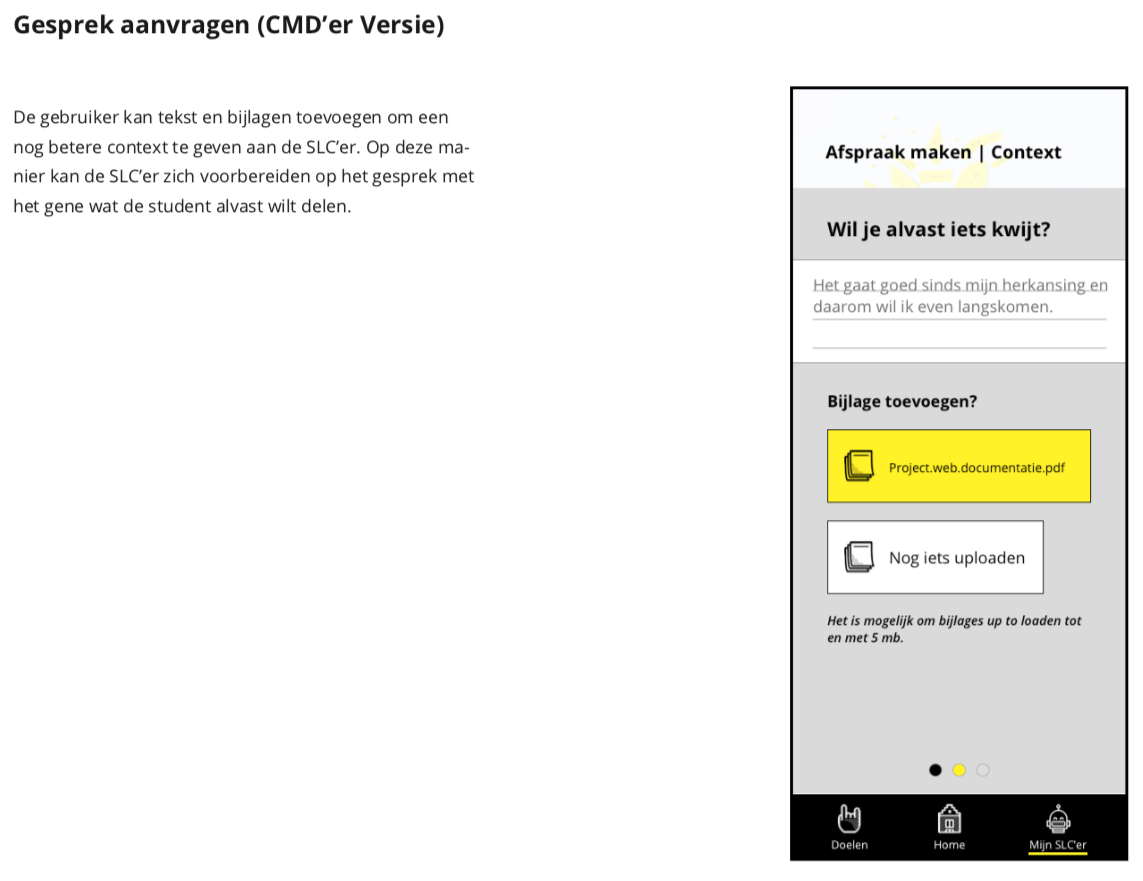 Gesprek aanvragen (CMD’er Versie)
De gebruiker kan tekst en bijlagen toevoegen om een
nog betere context te geven aan de SLC’er. Op deze ma-
nier kan de SLC’er zich voorbereiden op het gesprek met
het gene wat de student alvast wilt delen.
Afspraak maken | Context
Wil je alvast iets kwijt?
Het gaat goed sinds mijn herkansing en
daarom wil ik even langskomen.
Bijlage toevoegen?
Project.web.documentatie.pdf
Nog iets uploaden
Het is mogelijk om bijlages up to loaden tot
en met 5 mb.
Doelen
Home
Mijn SLC’er